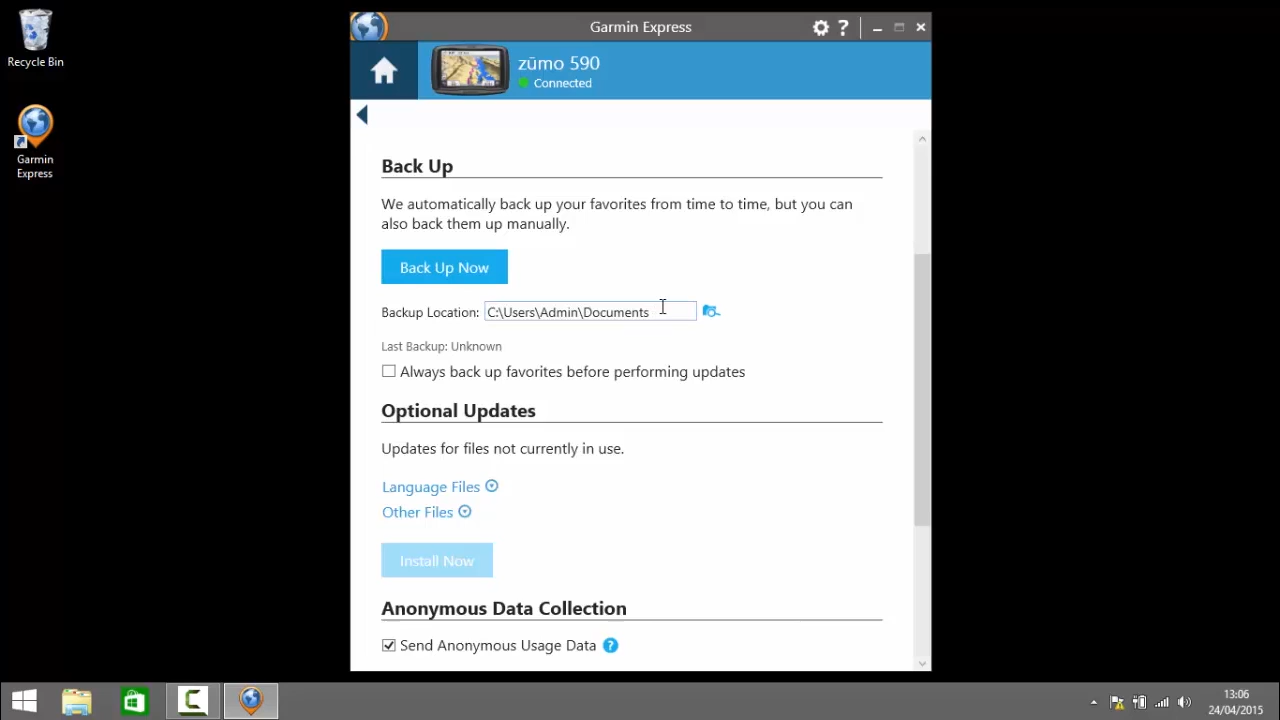 Recycle Bin
Garmin
Express
Garmin Express
?
zūmo 590
Connected
Back Up
We automatically back up your favorites from time to time, but you can
also back them up manually.
Back Up Now
Backup Location: C:\Users\Admin\Documents
Last Backup: Unknown
Always back up favorites before performing updates
Optional Updates
Updates for files not currently in use.
Language Files
Other Files
Install Now
Anonymous Data Collection
Send Anonymous Usage Data ?
13:06
24/04/2015